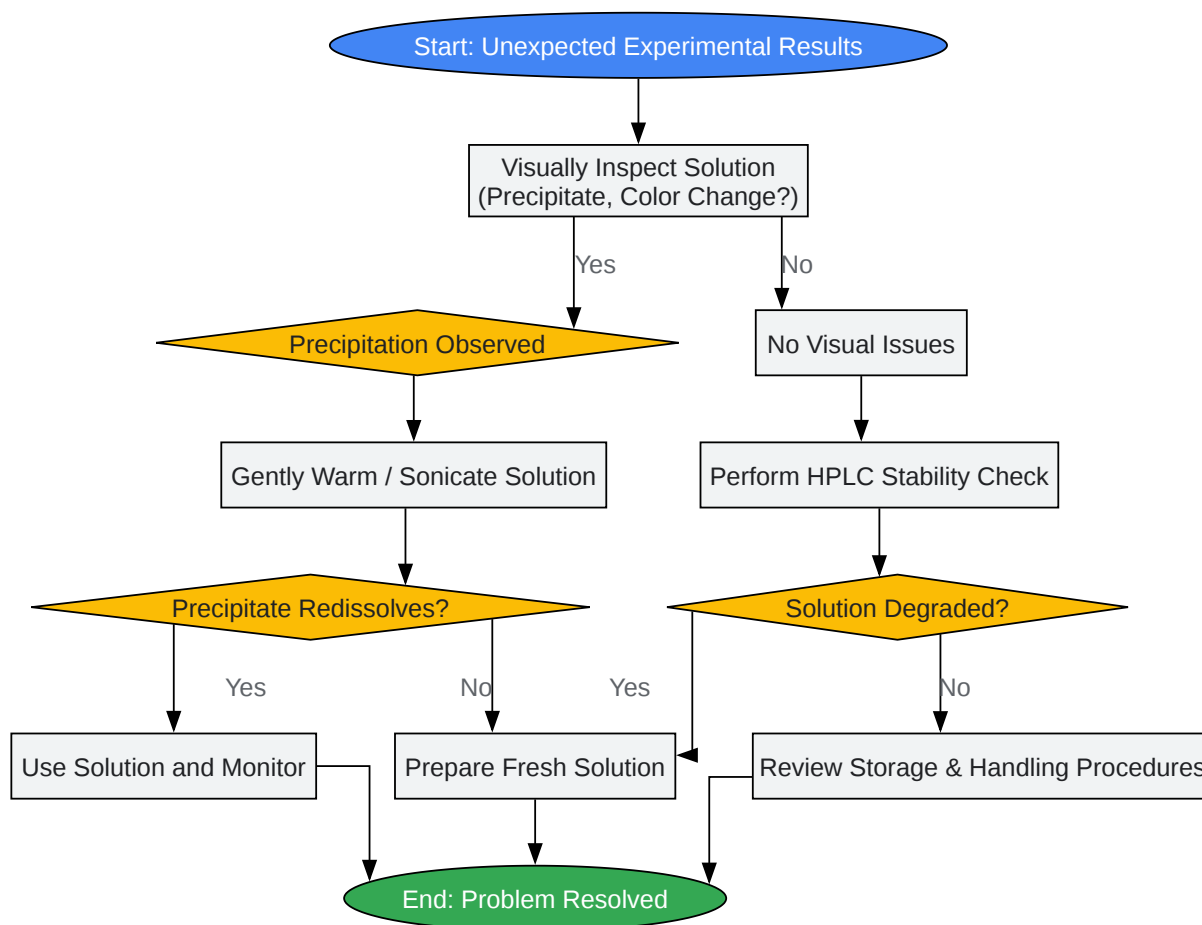 Start: Unexpected Experimental Results
Visually Inspect Solution
(Precipitate, Color Change?)
Yes
No
Precipitation Observed
No Visual Issues
Gently Warm / Sonicate Solution
Perform HPLC Stability Check
Precipitate Redissolves?
Solution Degraded?
Yes
No
Yes
No
Use Solution and Monitor
Prepare Fresh Solution
Review Storage & Handling Procedures
End: Problem Resolved